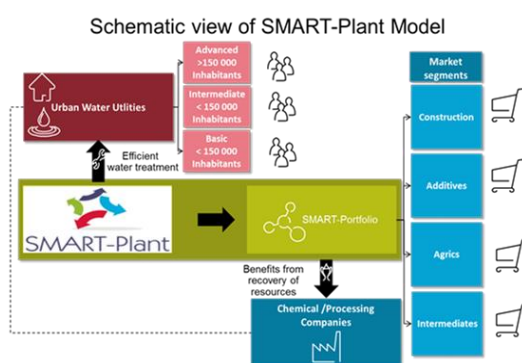 Schematic view of SMART-Plant Model
Urban Water Utlities
Advanced
>150 000
Inhabitants
Intermediate
< 150 000
Inhabitants
Basic
< 150 000
Inhabitants
Market
segments
Construction
Additives
Agrics
Intermediates
Efficient
water treatment
SMART-Plant
SMART-Portfolio
Benefits from
recovery of
resources
Chemical /Processing
Companies